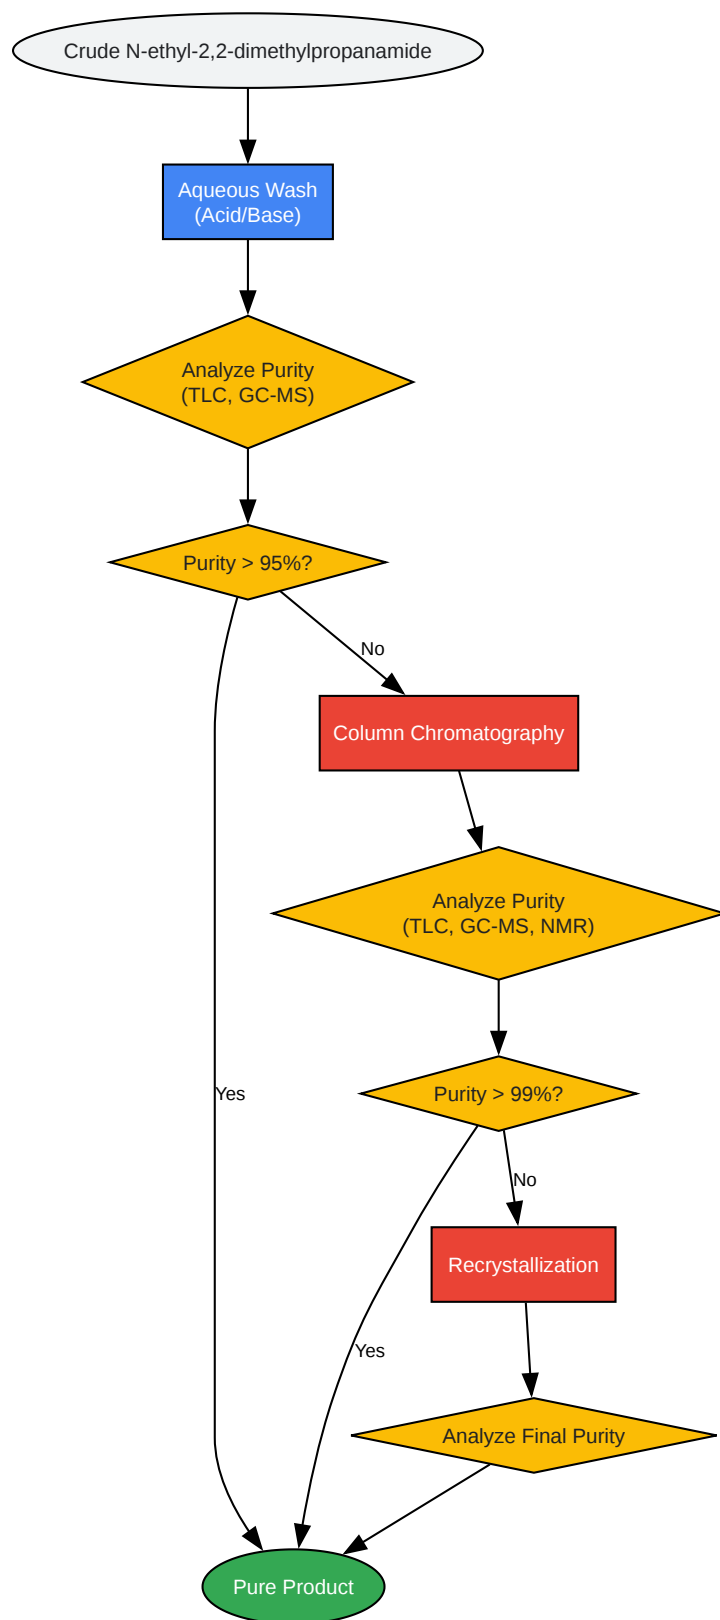 Crude N-ethyl-2,2-dimethylpropanamide
Aqueous Wash
(Acid/Base)
Analyze Purity
(TLC, GC-MS)
Purity > 95%?
No
Column Chromatography
Analyze Purity
(TLC, GC-MS, NMR)
Yes
Purity > 99%?
No
Recrystallization
Yes
Analyze Final Purity
Pure Product